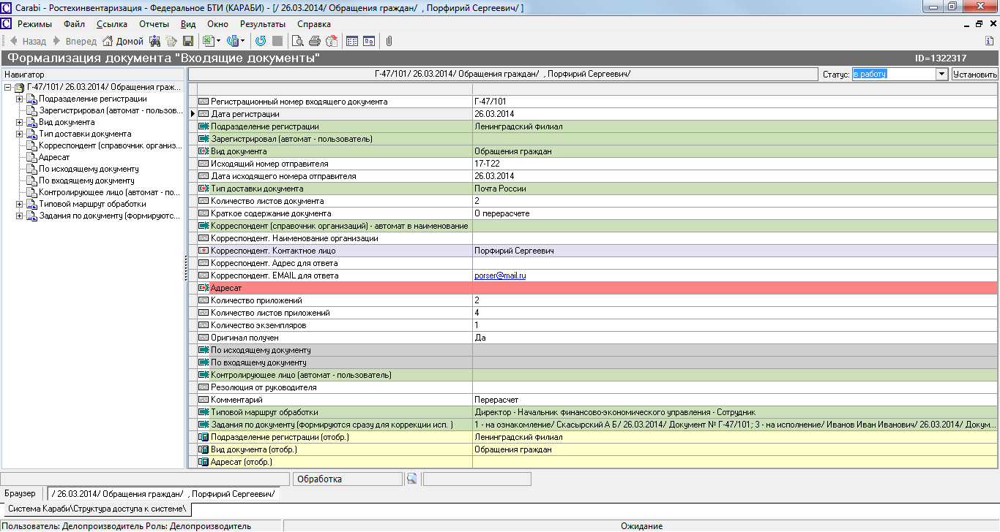 Carabi - Ростехинвентаризация - Федеральное БТИ (КАРАБИ) - [/ 26.03.2014/ Обращения граждан/ , Порфирий Сергеевич/ ]
Режимы Файл Ссылка Отчеты Вид Окно Результаты Справка
Назад Вперед Домой
Формализация документа "Входящие документы" ID=1322317
Навигатор
Г-47/101/ 26.03.2014/ Обращения граж...
Подразделение регистрации
Зарегистрировал (автомат - пользов...
Вид документа
Тип доставки документа
Корреспондент (справочник организ...
Адресат
По исходящему документу
По входящему документу
Контролирующее лицо (автомат - по...
Типовой маршрут обработки
Задания по документу (формируютс...
Г-47/101/ 26.03.2014/ Обращения граждан/ , Порфирий Сергеевич/
Статус: в работу Установить
Регистрационный номер входящего документа Г-47/101
Дата регистрации 26.03.2014
Подразделение регистрации Ленинградский Филиал
Зарегистрировал (автомат - пользователь)
Вид документа Обращения граждан
Исходящий номер отправителя 17-Т22
Дата исходящего номера отправителя 26.03.2014
Тип доставки документа Почта России
Количество листов документа 2
Краткое содержание документа О перерасчете
Корреспондент (справочник организаций) - автомат в наименование
Корреспондент. Наименование организации
Корреспондент. Контактное лицо Порфирий Сергеевич
Корреспондент. Адрес для ответа
Корреспондент. EMAIL для ответа porser@mail.ru
Адресат
Количество приложений 2
Количество листов приложений 4
Количество экземпляров 1
Оригинал получен Да
По исходящему документу
По входящему документу
Контролирующее лицо (автомат - пользователь)
Резолюция от руководителя
Комментарий Перерасчет
Типовой маршрут обработки Директор - Начальник финансово-экономического управления - Сотрудник
Задания по документу (формируются сразу для коррекции исп. ) 1 - на ознакомление/ Скасырский А Б/ 26.03.2014/ Документ № Г-47/101; 3 - на исполнение/ Иванов Иван Иванович/ 26.03.2014/ Докум...
Подразделение регистрации (отобр.) Ленинградский филиал
Вид документа (отобр.) Обращения граждан
Адресат (отобр.)
Обработка
Браузер / 26.03.2014/ Обращения граждан/ , Порфирий Сергеевич/
Система Караби\Структура доступа к системе\
Пользователь: Делопроизводитель Роль: Делопроизводитель Ожидание